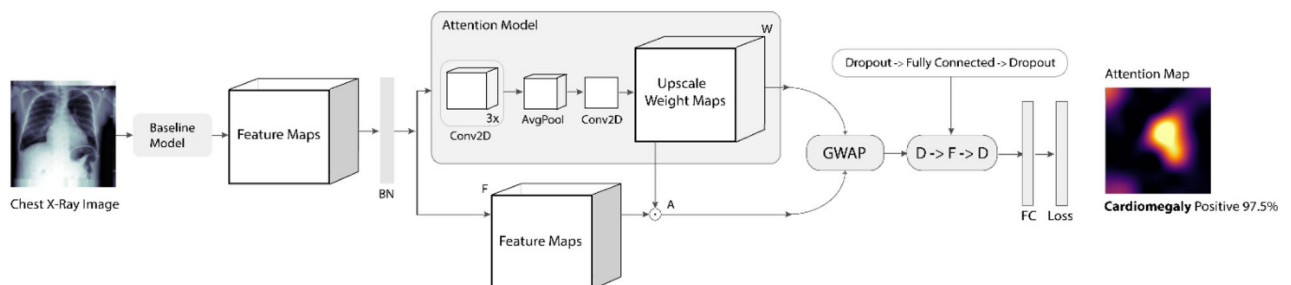 Attention Model
W
Dropout -> Fully Connected -> Dropout
Attention Map
Baseline
Model
Feature Maps
3x
Conv2D
AvgPool
Conv2D
Upscale
Weight Maps
BN
GWAP
D -> F -> D
Chest X-Ray Image
F
Feature Maps
A
FC
Loss
Cardiomegaly Positive 97.5%